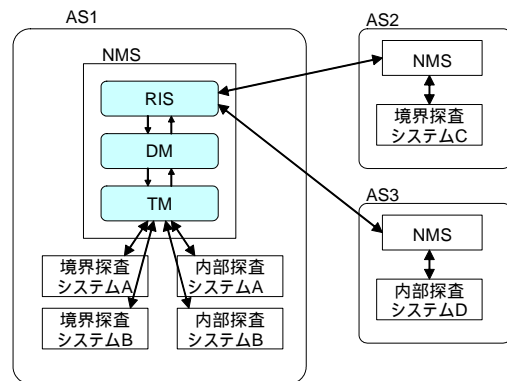 AS1
NMS
RIS
DM
TM
境界探査
システムA
内部探査
システムA
境界探査
システムB
内部探査
システムB
AS2
NMS
境界探査
システムC
AS3
NMS
内部探査
システムD